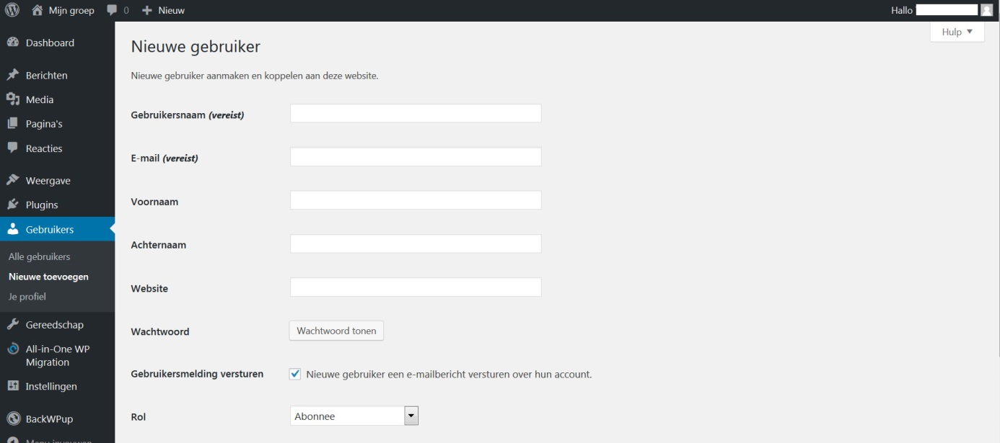 Mijn groep 0 Nieuw Hallo
Hulp
Dashboard
Berichten
Media
Pagina's
Reacties
Weergave
Plugins
Gebruikers
Alle gebruikers
Nieuwe toevoegen
Je profiel
Gereedschap
All-in-One WP
Migration
Instellingen
BackWPup
Menu invouwen
Nieuwe gebruiker
Nieuwe gebruiker aanmaken en koppelen aan deze website.
Gebruikersnaam (vereist)
E-mail (vereist)
Voornaam
Achternaam
Website
Wachtwoord Wachtwoord tonen
Gebruikersmelding versturen Nieuwe gebruiker een e-mailbericht versturen over hun account.
Rol Abonnee